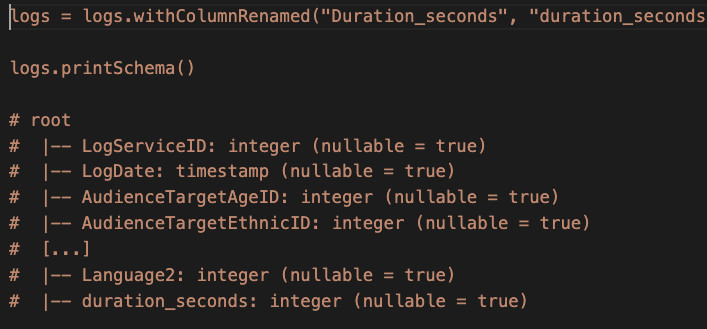 logs = logs.withColumnRenamed("Duration_seconds", "duration_seconds
logs.printSchema()
# root
#  |-- LogServiceID: integer (nullable = true)
#  |-- LogDate: timestamp (nullable = true)
#  |-- AudienceTargetAgeID: integer (nullable = true)
#  |-- AudienceTargetEthnicID: integer (nullable = true)
#  [...]
#  |-- Language2: integer (nullable = true)
#  |-- duration_seconds: integer (nullable = true)